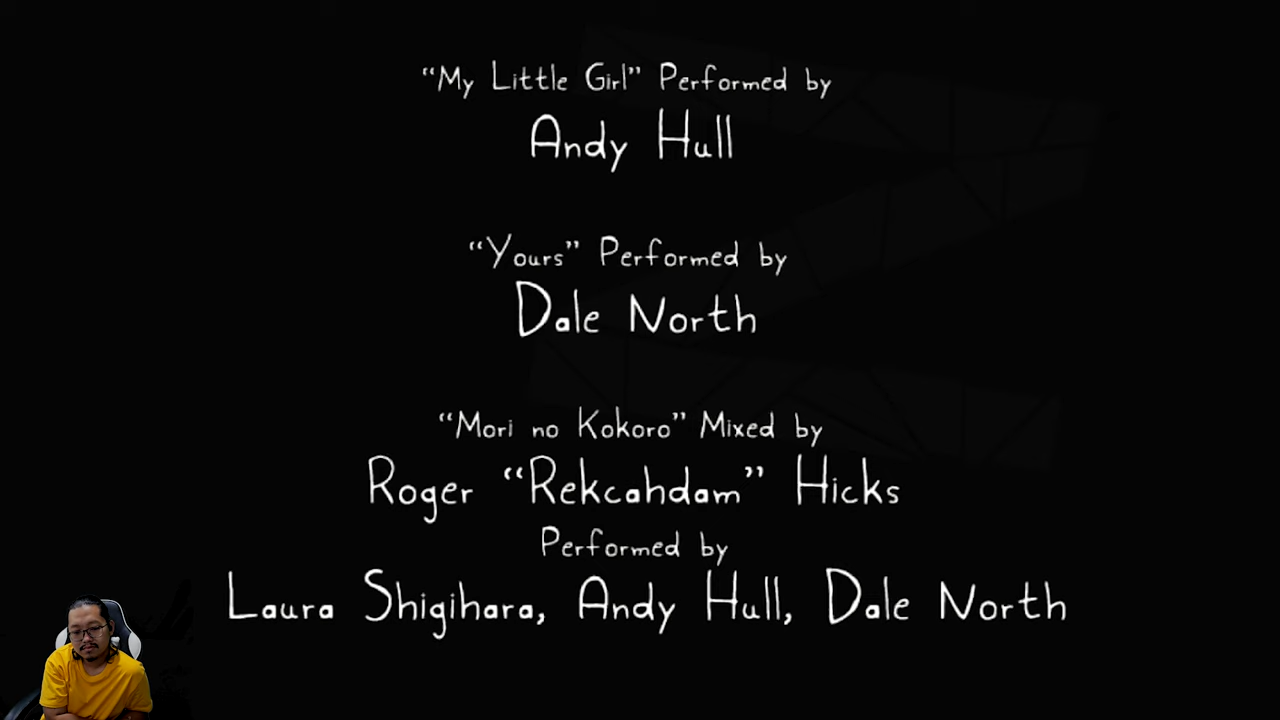 “My Little Girl” Performed by
Andy Hull
“Yours” Performed by
Dale North
“Mori no Kokoro” Mixed by
Roger “Rekcahdam” Hicks
Performed by
Laura Shigihara, Andy Hull, Dale North